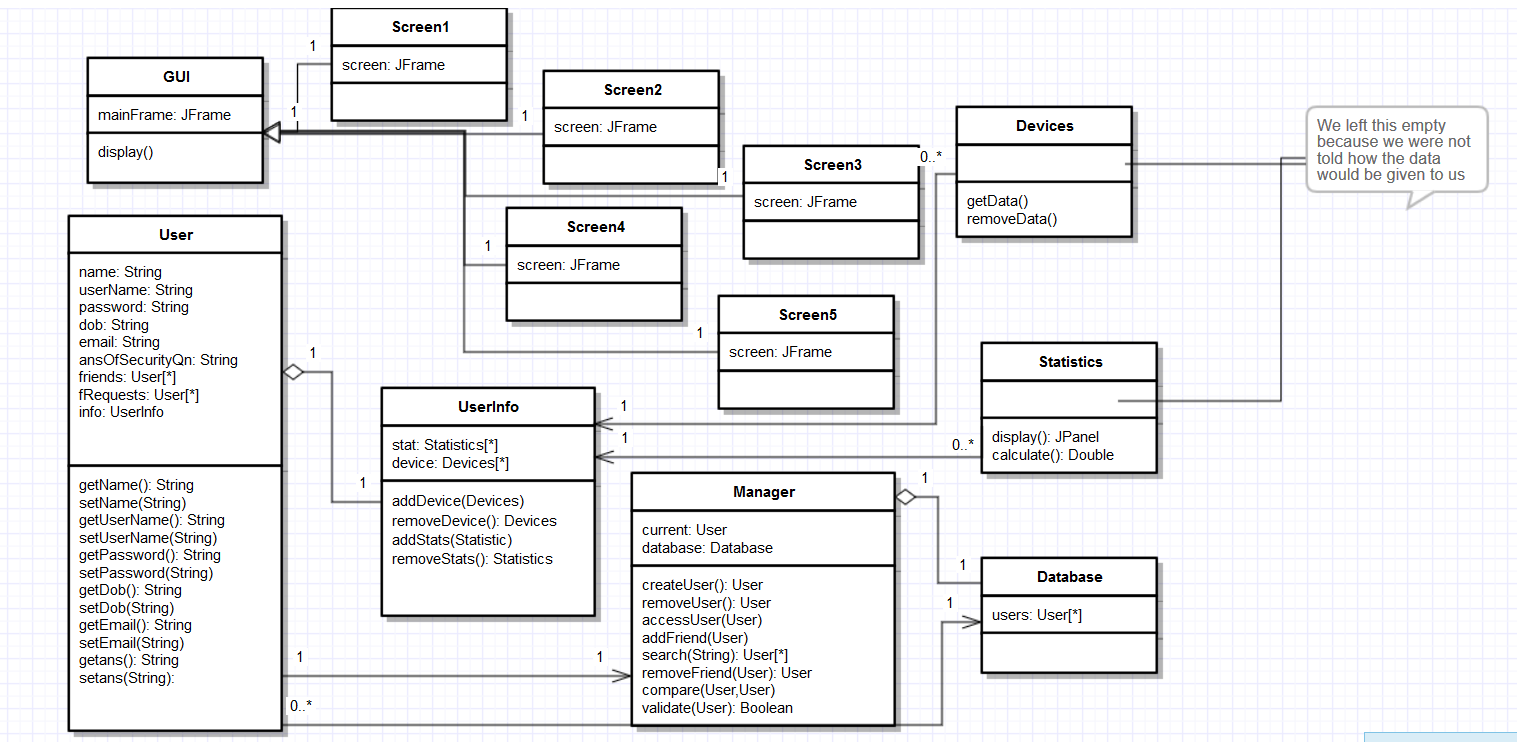 Screen1
screen: JFrame
1
GUI
mainFrame: JFrame
display()
1
Screen2
screen: JFrame
1
Screen3
screen: JFrame
1
Screen4
screen: JFrame
1
Screen5
screen: JFrame
1
Devices
getData()
removeData()
0..*
We left this empty
because we were not
told how the data
would be given to us
User
name: String
userName: String
password: String
dob: String
email: String
ansOfSecurityQn: String
friends: User[*]
fRequests: User[*]
info: UserInfo
getName(): String
setName(String)
getUserName(): String
setUserName(String)
getPassword(): String
setPassword(String)
getDob(): String
setDob(String)
getEmail(): String
setEmail(String)
getans(): String
setans(String):
1
1
UserInfo
stat: Statistics[*]
device: Devices[*]
addDevice(Devices)
removeDevice(): Devices
addStats(Statistic)
removeStats(): Statistics
1
1
Statistics
display(): JPanel
calculate(): Double
0..*
Manager
current: User
database: Database
createUser(): User
removeUser(): User
accessUser(User)
addFriend(User)
search(String): User[*]
removeFriend(User): User
compare(User,User)
validate(User): Boolean
1
1
Database
users: User[*]
1
1
1
0..*